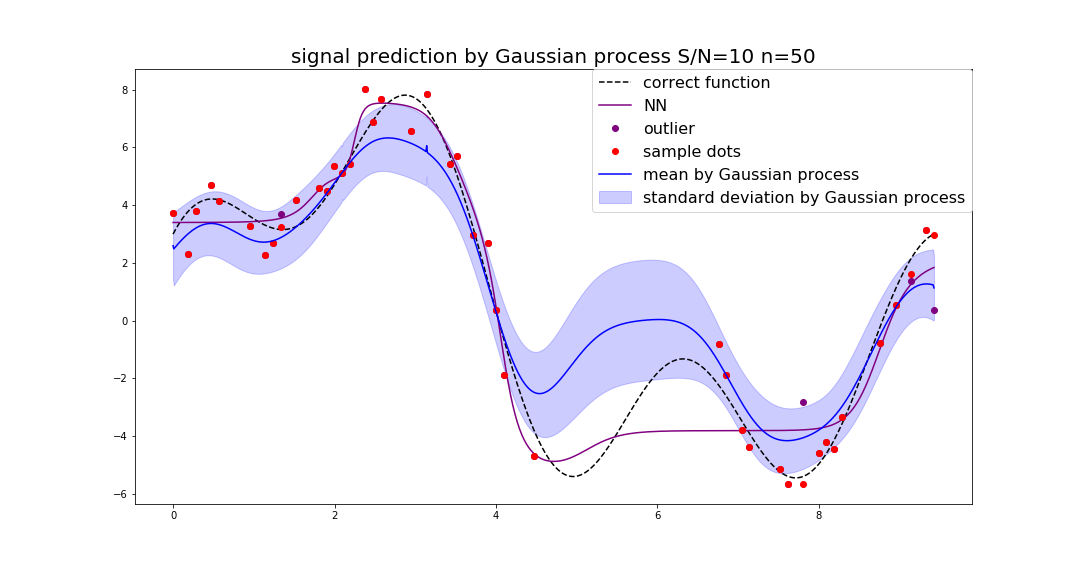 signal prediction by Gaussian process S/N=10 n=50
correct function
NN
outlier
sample dots
mean by Gaussian process
standard deviation by Gaussian process
8
6
4
2
0
−2
−4
−6
0 2 4 6 8